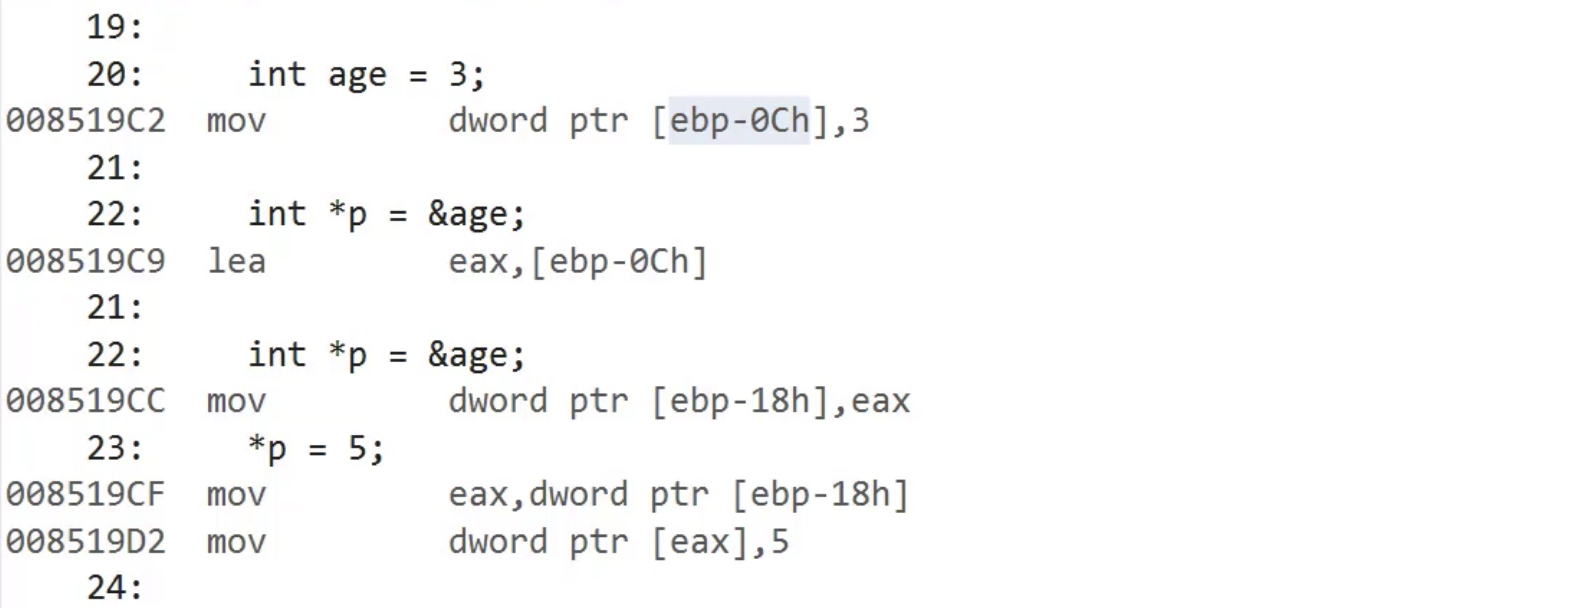 19:
20: int age = 3;
008519C2 mov dword ptr [ebp-0Ch],3
21:
22: int *p = &age;
008519C9 lea eax,[ebp-0Ch]
21:
22: int *p = &age;
008519CC mov dword ptr [ebp-18h],eax
23: *p = 5;
008519CF mov eax,dword ptr [ebp-18h]
008519D2 mov dword ptr [eax],5
24: